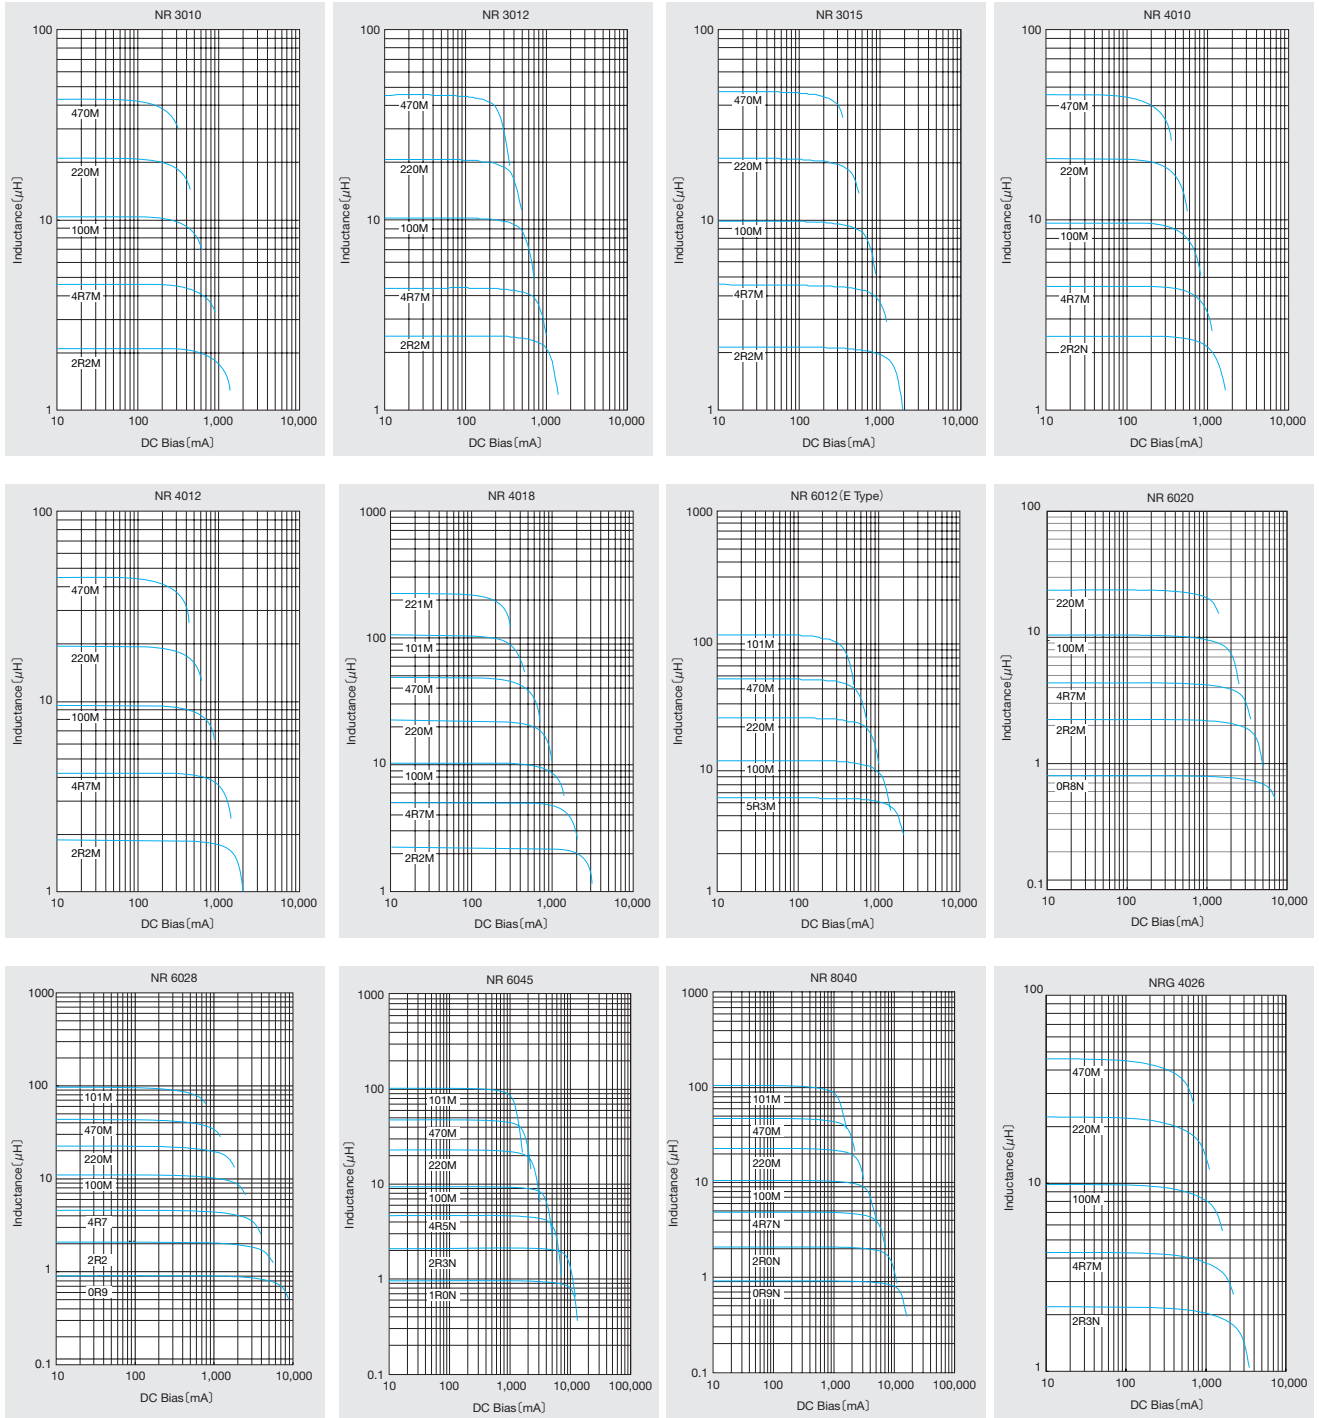 NR 3010
100
10
1
Inductance〔μH〕
470M
220M
100M
4R7M
2R2M
10 100 1,000 10,000
DC Bias〔mA〕
NR 3012
100
10
1
Inductance〔μH〕
470M
220M
100M
4R7M
2R2M
10 100 1,000 10,000
DC Bias〔mA〕
NR 3015
100
10
1
Inductance〔μH〕
470M
220M
100M
4R7M
2R2M
10 100 1,000 10,000
DC Bias〔mA〕
NR 4010
100
10
1
Inductance〔μH〕
470M
220M
100M
4R7M
2R2N
10 100 1,000 10,000
DC Bias〔mA〕
NR 4012
100
10
1
Inductance〔μH〕
470M
220M
100M
4R7M
2R2M
10 100 1,000 10,000
DC Bias〔mA〕
NR 4018
1000
100
10
1
Inductance〔μH〕
221M
101M
470M
220M
100M
4R7M
2R2M
10 100 1,000 10,000
DC Bias〔mA〕
NR 6012(E Type)
1000
100
10
1
Inductance〔μH〕
101M
470M
220M
100M
5R3M
10 100 1,000 10,000
DC Bias〔mA〕
NR 6020
100
10
1
0.1
Inductance〔μH〕
220M
100M
4R7M
2R2M
0R8N
10 100 1,000 10,000
DC Bias〔mA〕
NR 6028
1000
100
10
1
0.1
Inductance〔μH〕
101M
470M
220M
100M
4R7
2R2
0R9
10 100 1,000 10,000
DC Bias〔mA〕
NR 6045
1000
100
10
1
0.1
Inductance〔μH〕
101M
470M
220M
100M
4R5N
2R3N
1R0N
10 100 1,000 10,000 100,000
DC Bias〔mA〕
NR 8040
1000
100
10
1
0.1
Inductance〔μH〕
101M
470M
220M
100M
4R7N
2R0N
0R9N
10 100 1,000 10,000 100,000
DC Bias〔mA〕
NRG 4026
100
10
1
Inductance〔μH〕
470M
220M
100M
4R7M
2R3N
10 100 1,000 10,000
DC Bias〔mA〕